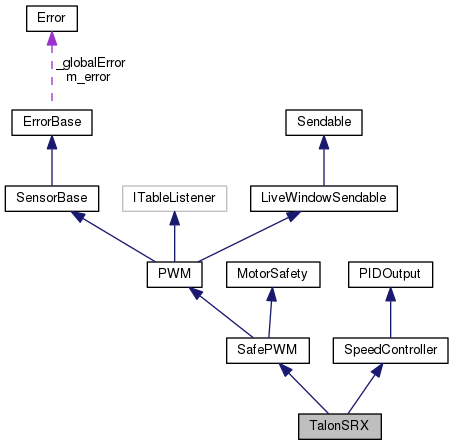 Error
_globalError
m_error
ErrorBase
Sendable
SensorBase
ITableListener
LiveWindowSendable
PWM
MotorSafety
PIDOutput
SafePWM
SpeedController
TalonSRX